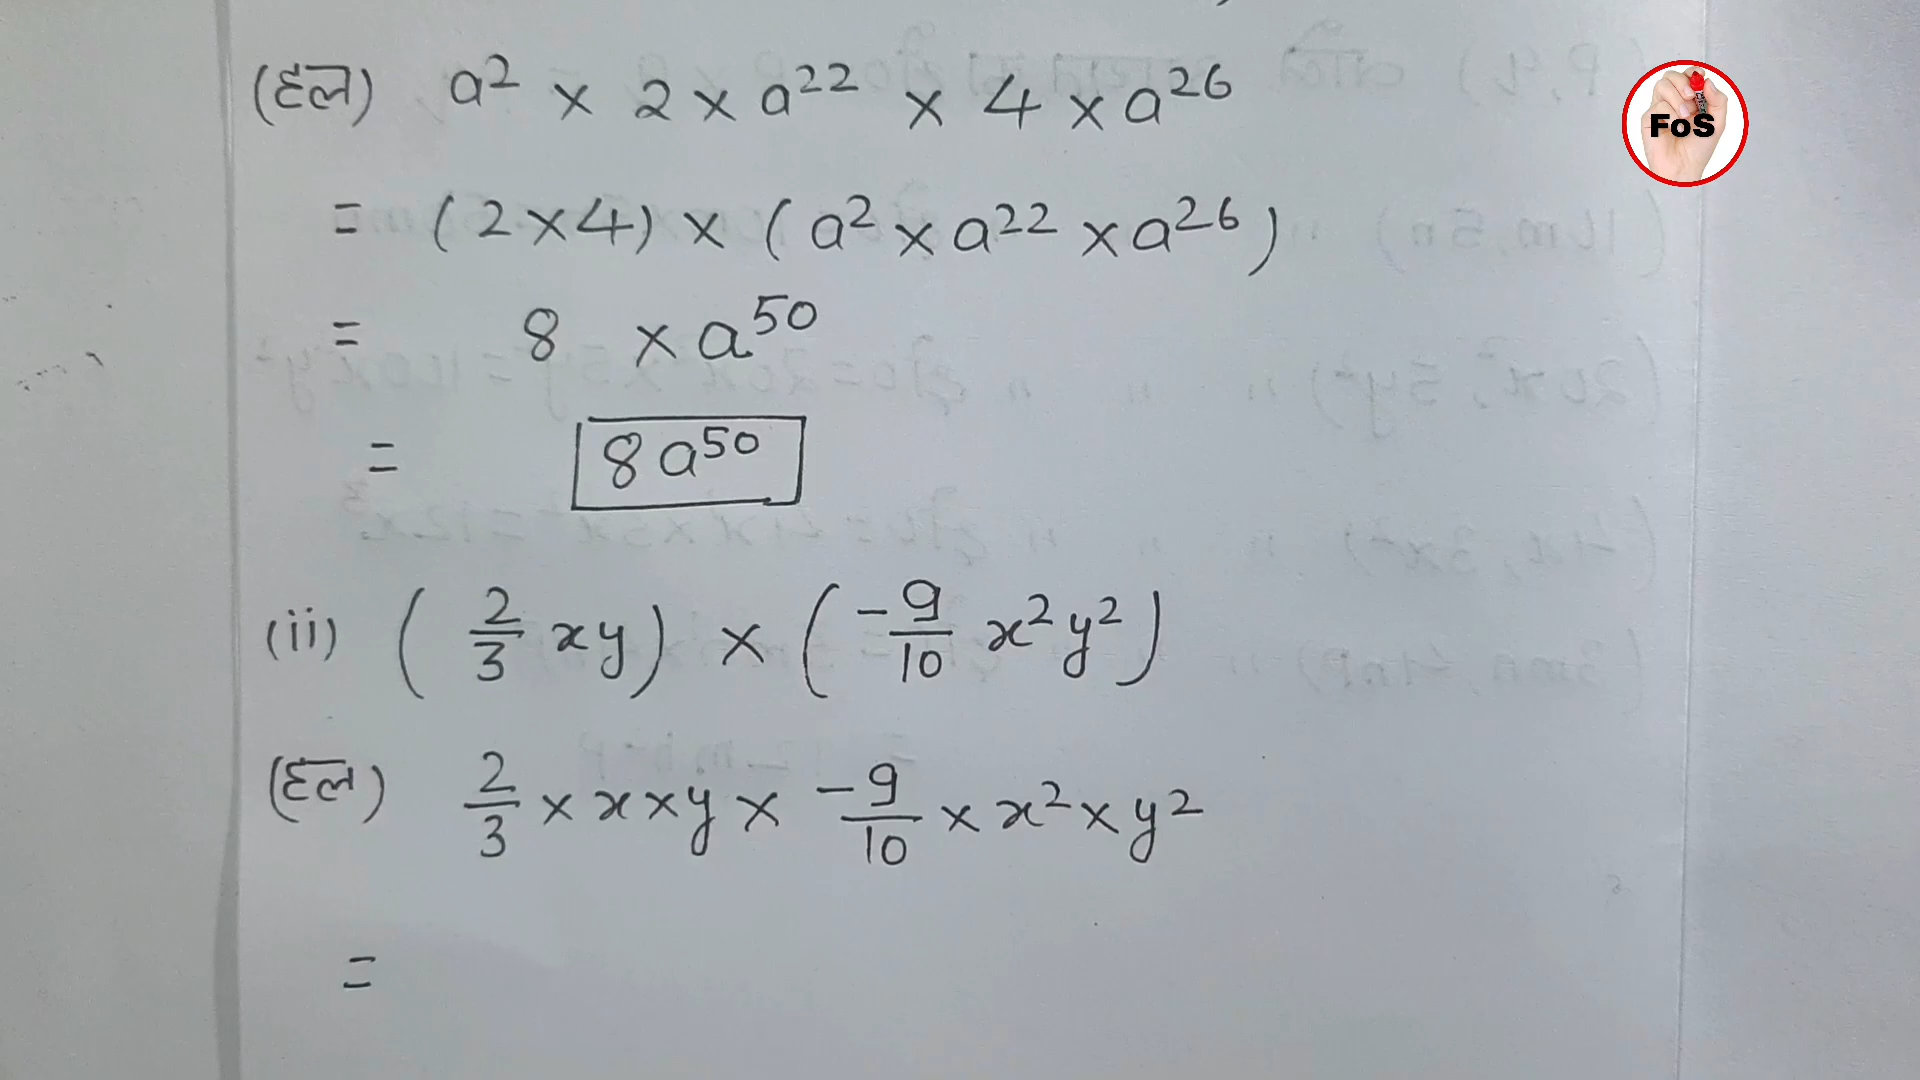 (हल) a² × 2 × a²² × 4 × a²⁶
= (2×4) × (a² × a²² × a²⁶)
= 8 × a⁵⁰
= 8a⁵⁰
(ii) (2/3 xy) × (-9/10 x²y²)
(हल) 2/3 × x × y × -9/10 × x² × y²
=
FoS